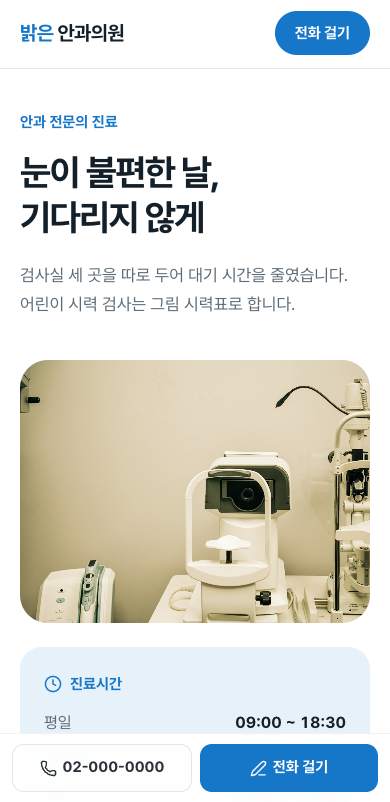 밝은 안과의원
전화 걸기
안과 전문의 진료
눈이 불편한 날,
기다리지 않게
검사실 세 곳을 따로 두어 대기 시간을 줄였습니다.
어린이 시력 검사는 그림 시력표로 합니다.
진료시간
평일 09:00 ~ 18:30
02-000-0000
전화 걸기